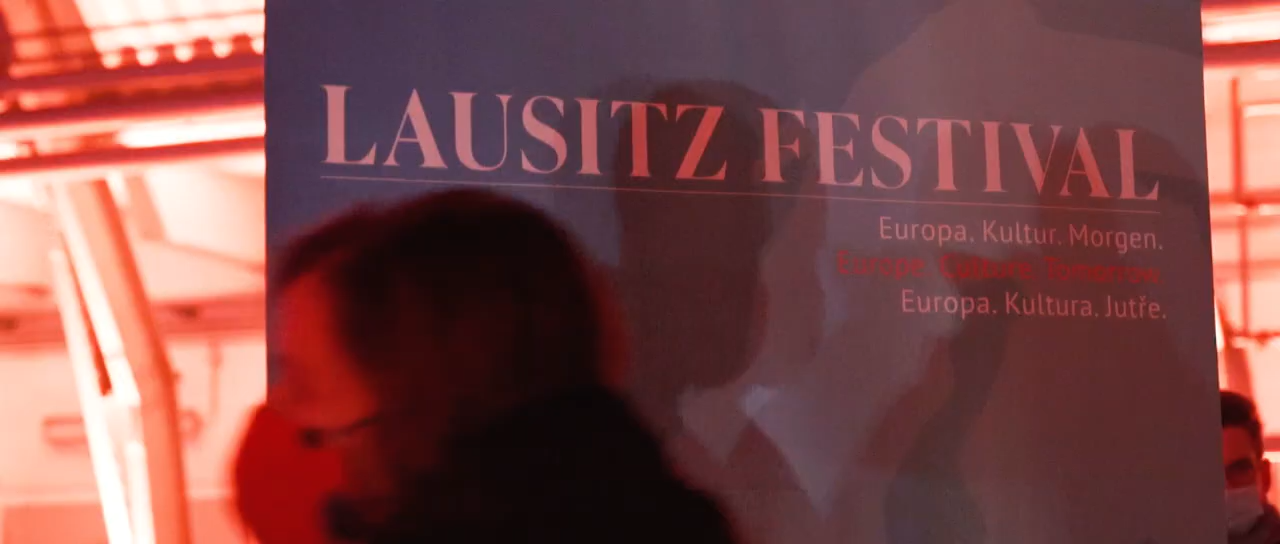 LAUSITZ FESTIVAL
Europa. Kultur. Morgen.
Europe. Culture. Tomorrow.
Europa. Kultura. Jutře.